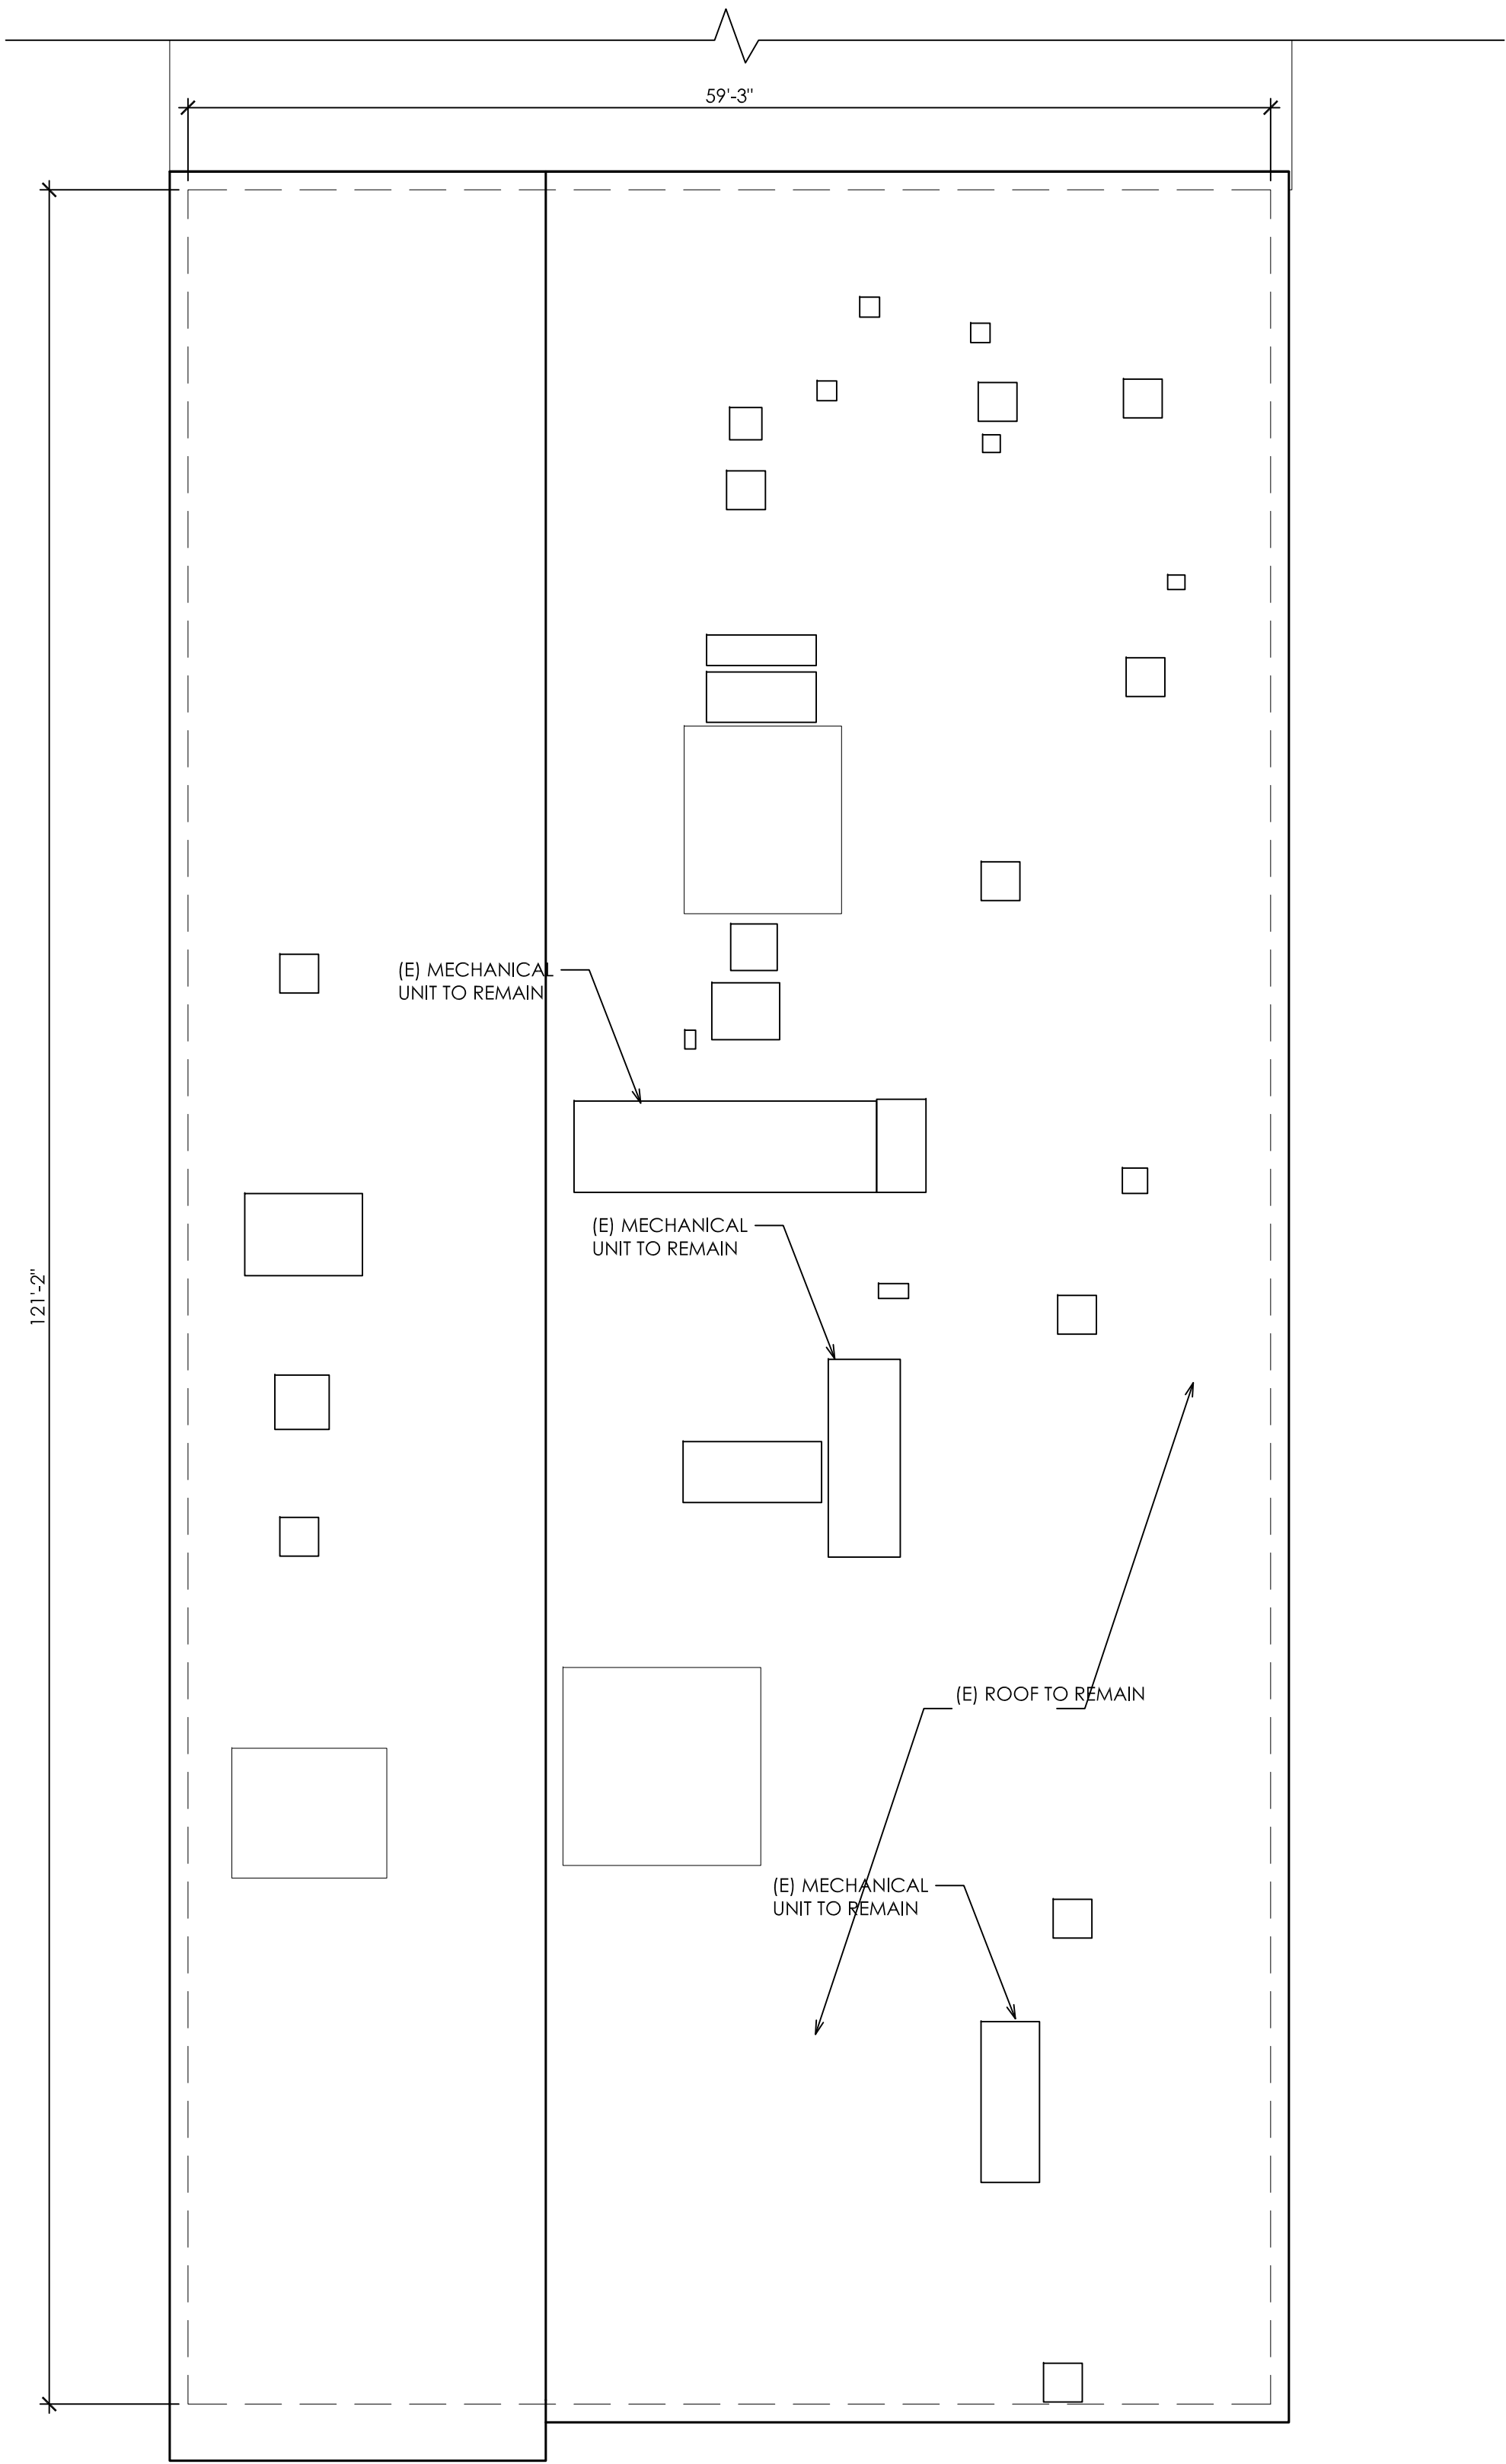 59'-3"
(E) MECHANICAL
UNIT TO REMAIN
(E) MECHANICAL
UNIT TO REMAIN
121'-2"
(E) ROOF TO REMAIN
(E) MECHANICAL
UNIT TO REMAIN